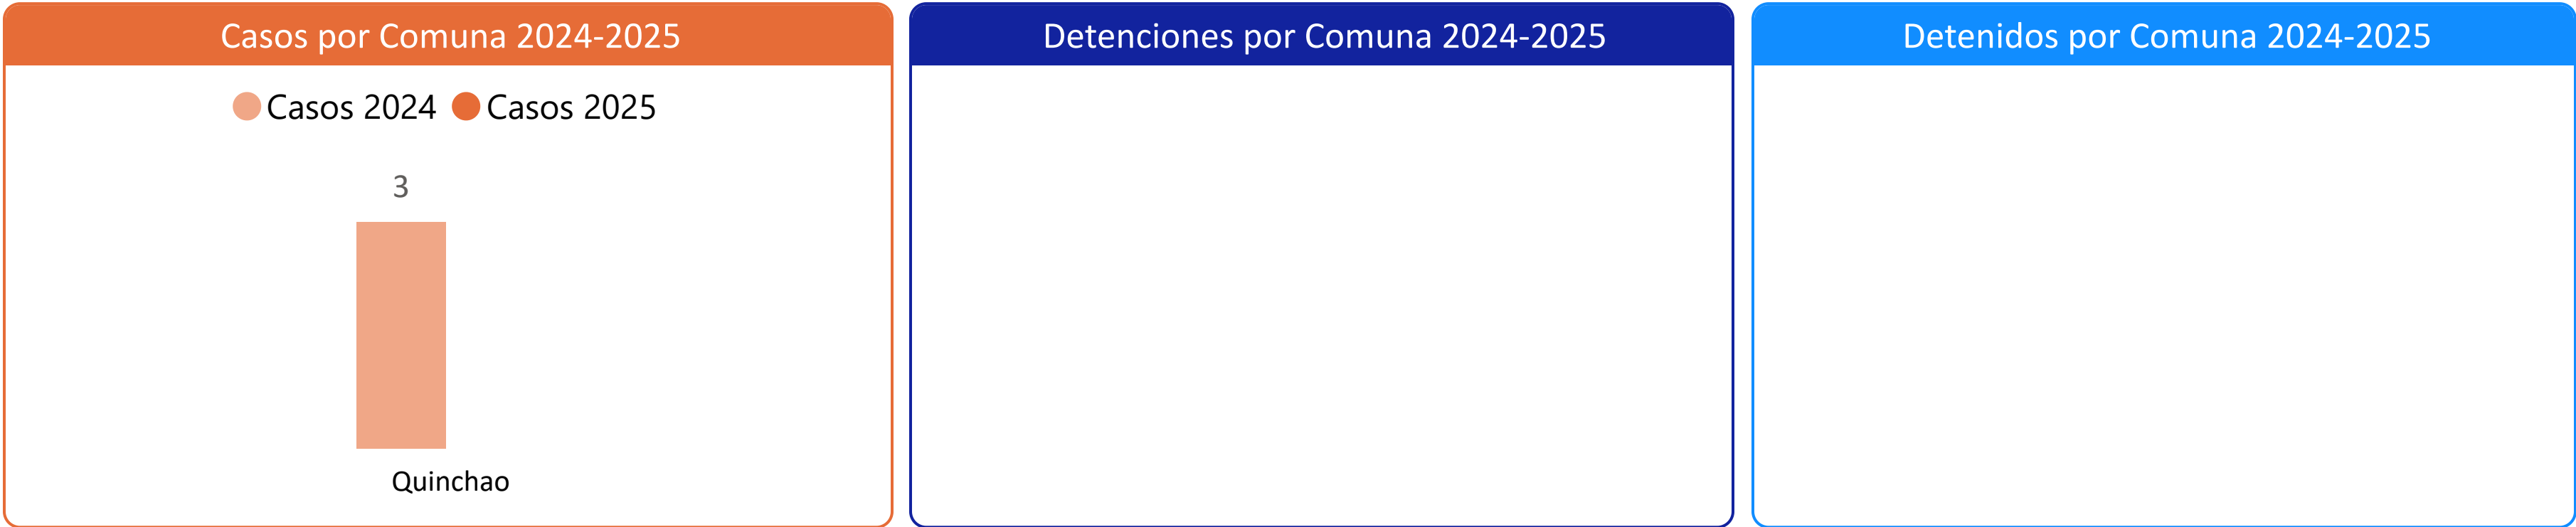 Casos por Comuna 2024-2025
Casos 2024 Casos 2025
3
Quinchao
Detenciones por Comuna 2024-2025
Detenidos por Comuna 2024-2025